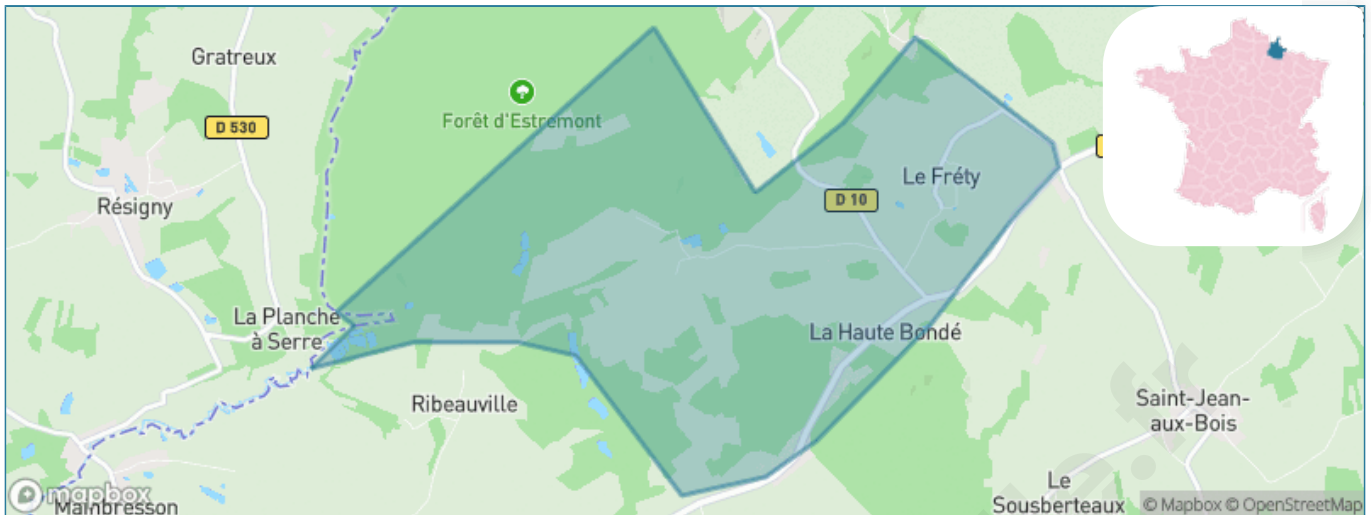 Gratreux
Forêt d'Estremont
D 530
Le Fréty
D 10
Résigny
La Planche
à Serre
La Haute Bondé
Ribeauville
Saint-Jean-
aux-Bois
Le
Sousberteaux
mapbox
Mambresson
© Mapbox © OpenStreetMap